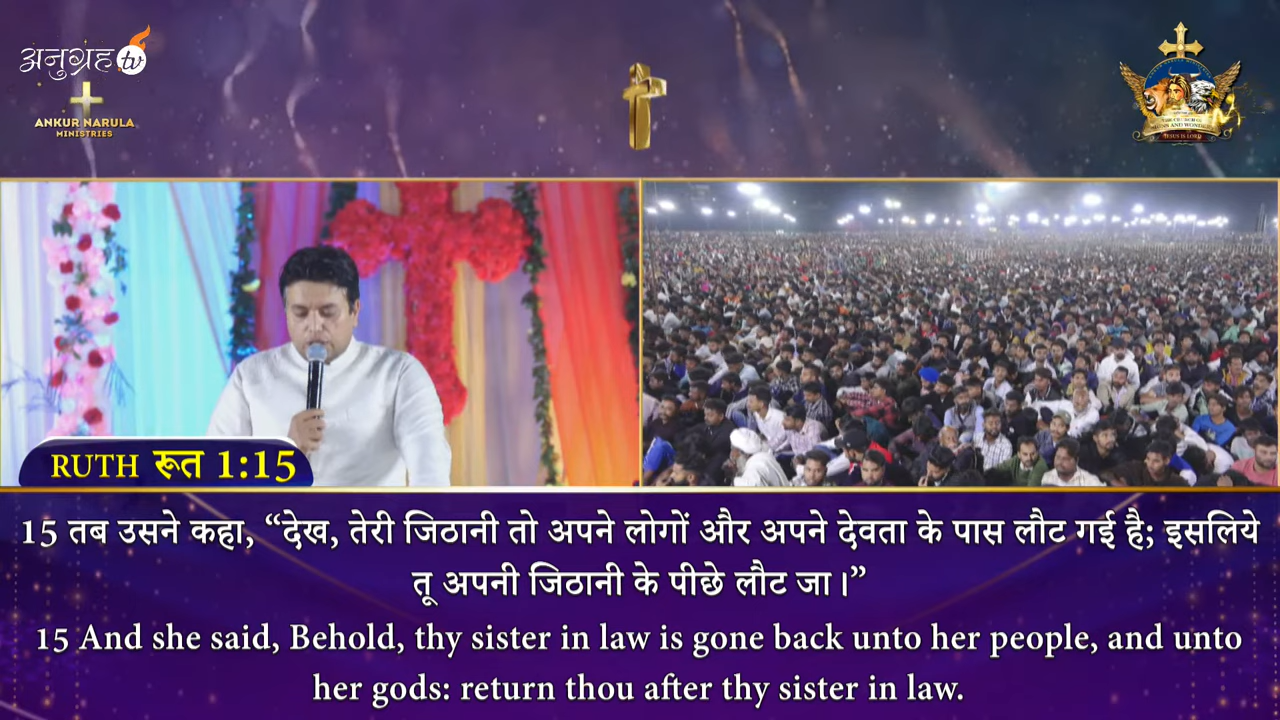 अनुग्रह tv
ANKUR NARULA
MINISTRIES
JESUS IS LORD
RUTH रूत 1:15
15 तब उसने कहा, “देख, तेरी जिठानी तो अपने लोगों और अपने देवता के पास लौट गई है; इसलिये
तू अपनी जिठानी के पीछे लौट जा।”
15 And she said, Behold, thy sister in law is gone back unto her people, and unto
her gods: return thou after thy sister in law.